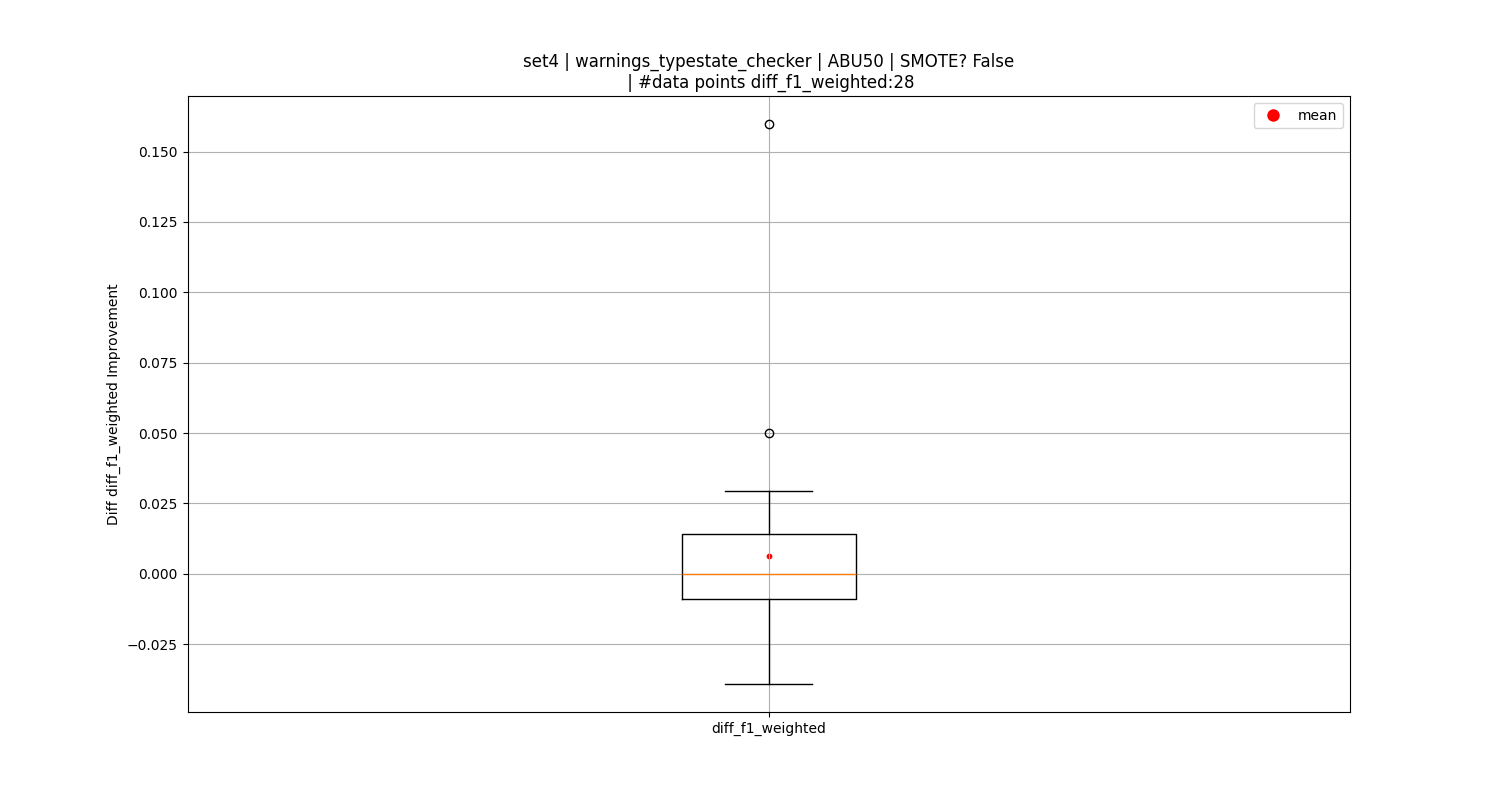 set4 | warnings_typestate_checker | ABU50 | SMOTE? False
| #data points diff_f1_weighted:28
mean
0.150
0.125
0.100
0.075
0.050
0.025
0.000
−0.025
Diff diff_f1_weighted Improvement
diff_f1_weighted